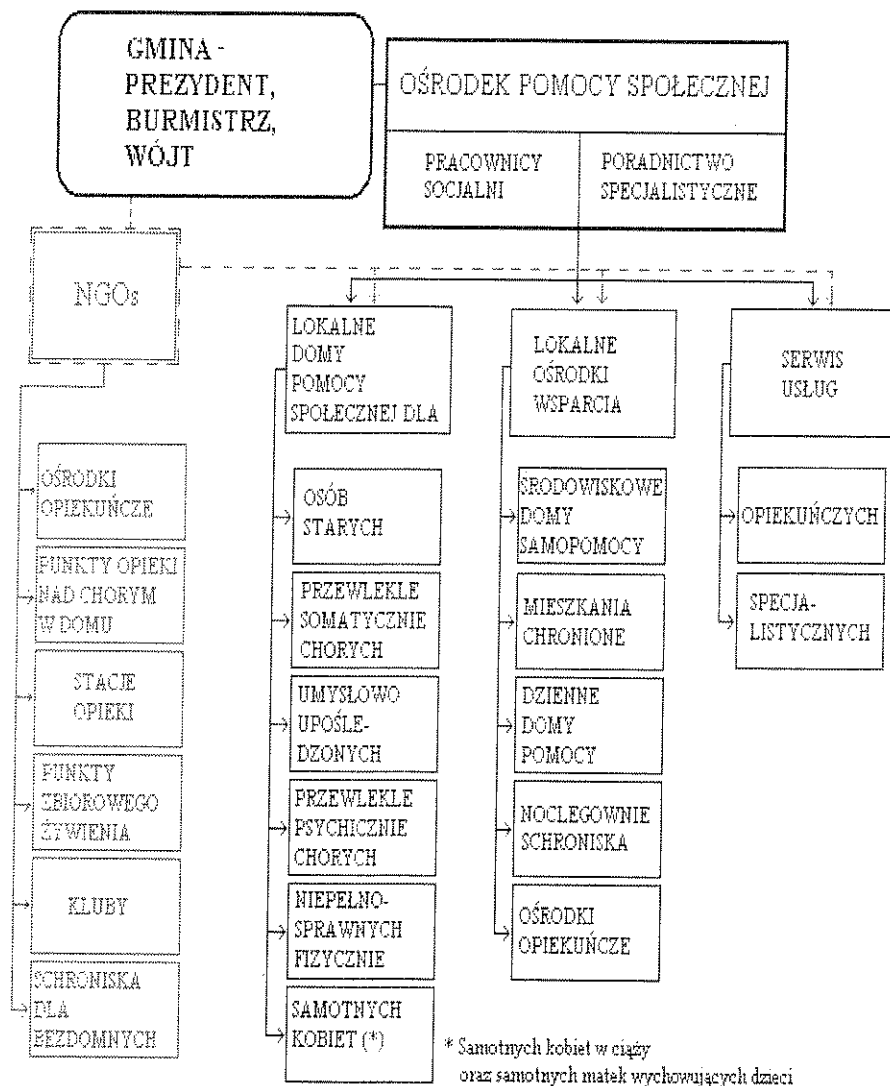 GMINA -
PREZYDENT,
BURMISTRZ,
WÓJT
OŚRODEK POMOCY SPOŁECZNEJ
PRACOWNICY
SOCJALNI
PORADNICTWO
SPECJALISTYCZNE
NGOs
LOKALNE
DOMY
POMOCY
SPOŁECZNEJ DLA
LOKALNE
OŚRODKI
WSPARCIA
SERWIS
USŁUG
OŚRODKI
OPIEKUŃCZE
PUNKTY OPIEKI
NAD CHORYM
W DOMU
STACJE
OPIEKI
PUNKTY
ZBIOROWEGO
ŻYWIENIA
KLUBY
SCHRONISKA
DLA
BEZDOMNYCH
OSÓB
STARYCH
PRZEWLEKLE
SOMATYCZNIE
CHORYCH
UMYSŁOWO
UPOŚLE-
DZONYCH
PRZEWLEKLE
PSYCHICZNIE
CHORYCH
NIEPEŁNO-
SPRAWNYCH
FIZYCZNIE
SAMOTNYCH
KOBIET (*)
ŚRODOWISKOWE
DOMY
SAMOPOMOCY
MIESZKANIA
CHRONIONE
DZIENNE
DOMY
POMOCY
NOCLEGOWNIE
SCHRONISKA
OŚRODKI
OPIEKUŃCZE
OPIEKUŃCZYCH
SPECJA-
LISTYCZNYCH
* Samotnych kobiet w ciąży
oraz samotnych matek wychowujących dzieci